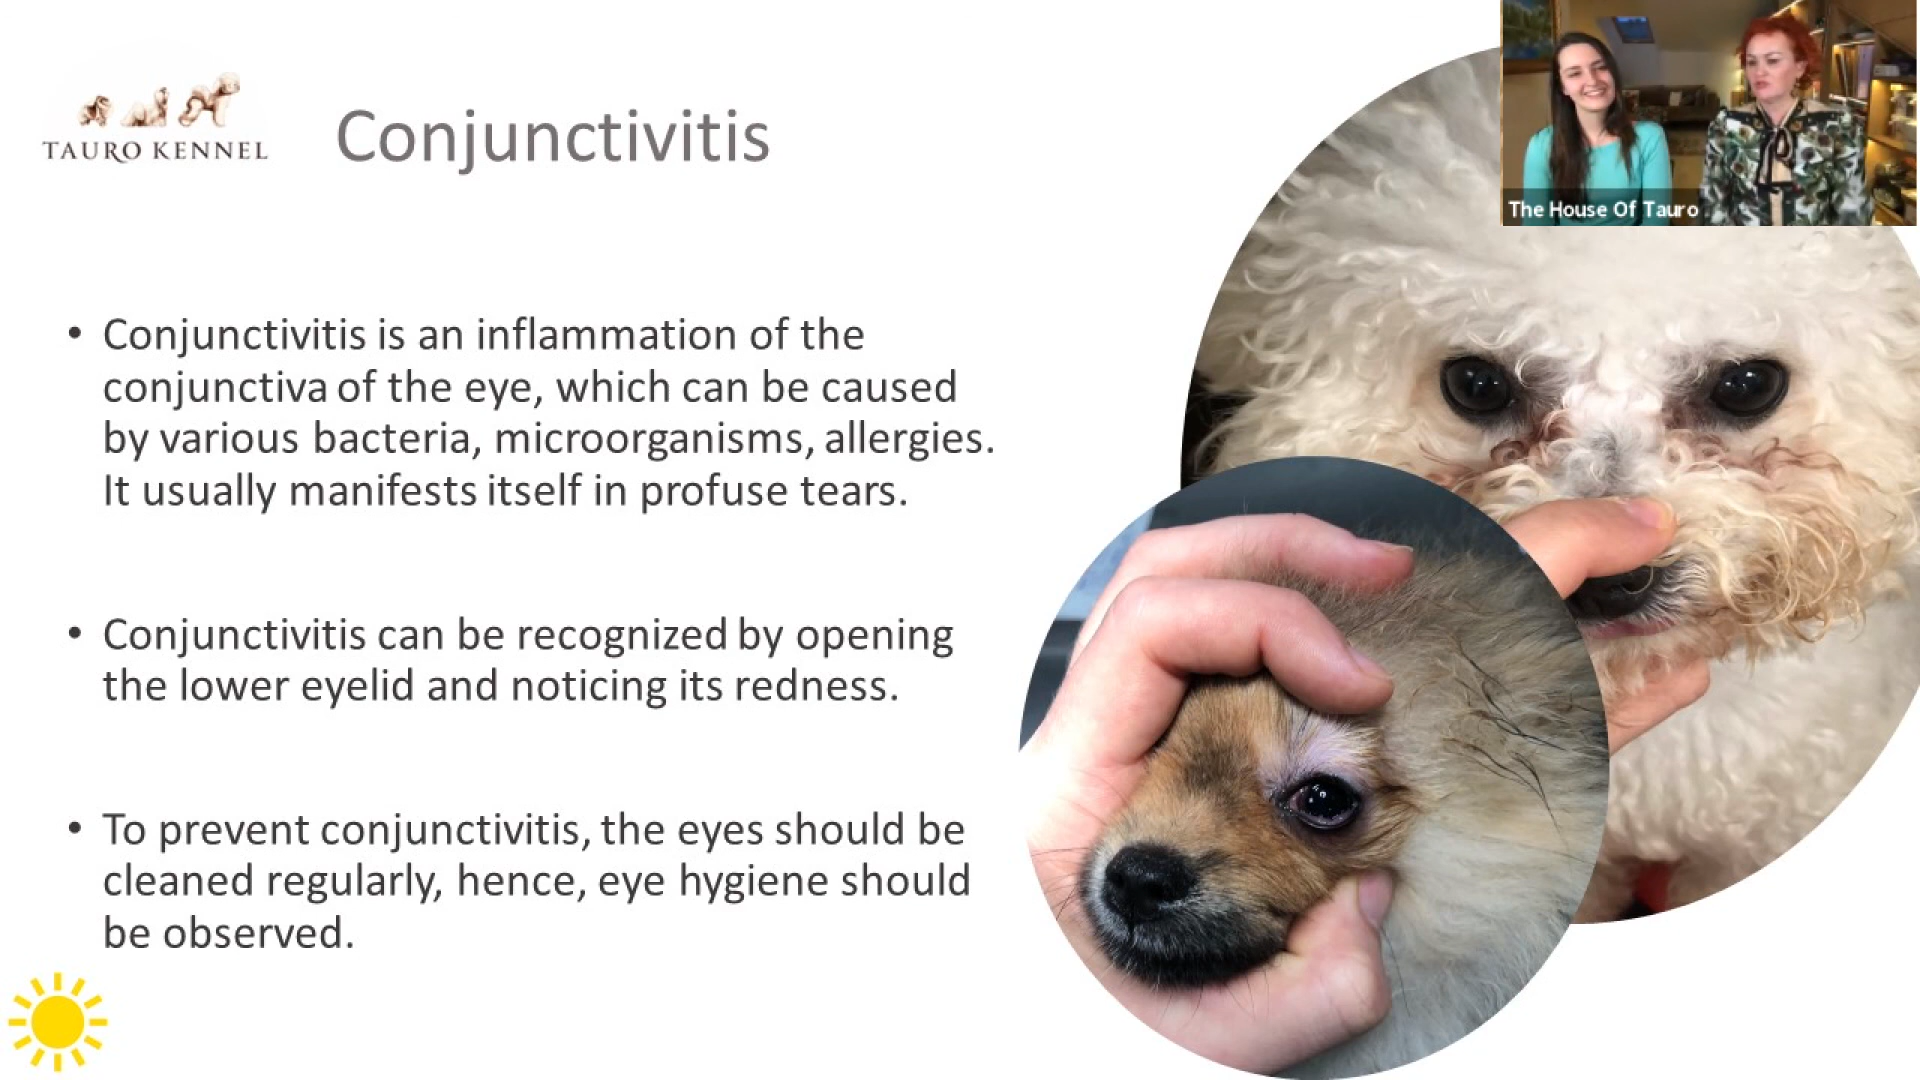 TAURO KENNEL
Conjunctivitis
The House Of Tauro
• Conjunctivitis is an inflammation of the
conjunctiva of the eye, which can be caused
by various bacteria, microorganisms, allergies.
It usually manifests itself in profuse tears.
• Conjunctivitis can be recognized by opening
the lower eyelid and noticing its redness.
• To prevent conjunctivitis, the eyes should be
cleaned regularly, hence, eye hygiene should
be observed.